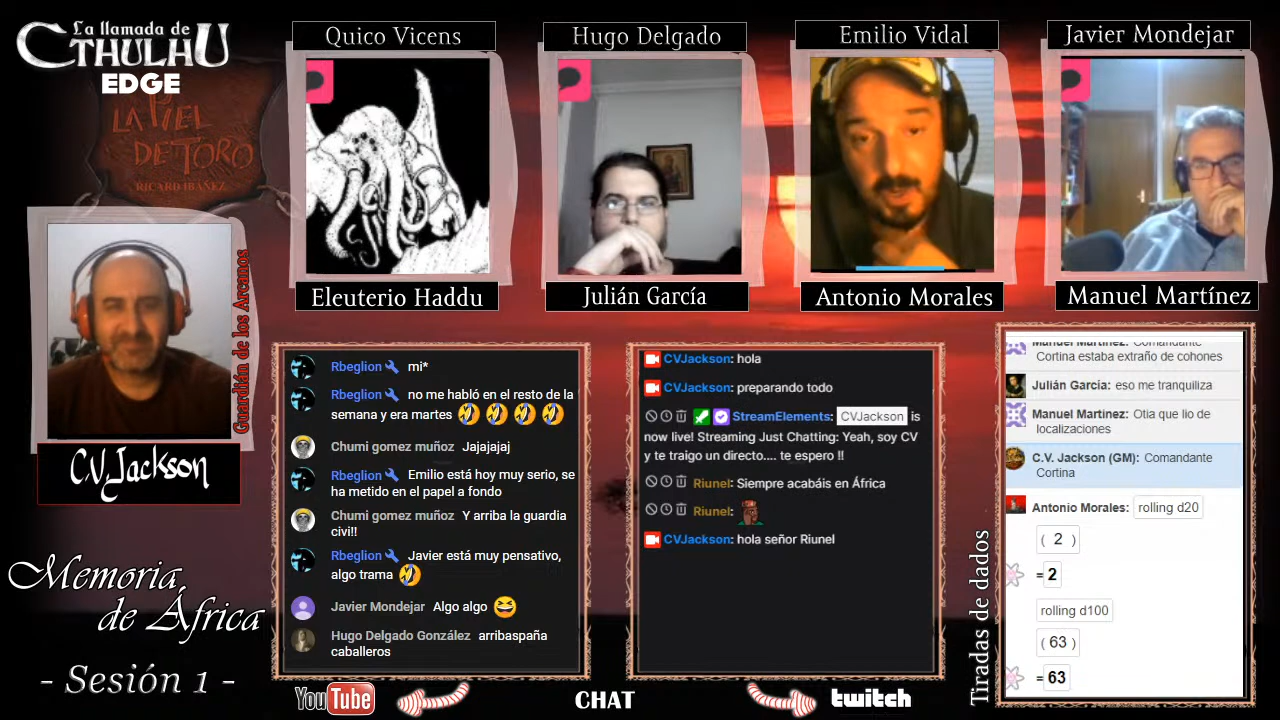 La llamada de
CTHULHU
EDGE
LA PIEL
DE TORO
RICARD IBÁÑEZ
Quico Vicens
Hugo Delgado
Emilio Vidal
Javier Mondejar
Eleuterio Haddu
Julián García
Antonio Morales
Manuel Martínez
Guardián de los Arcanos
C.V. Jackson
Memoria
de África
- Sesión 1 -
Rbeglion mi*
Rbeglion no me habló en el resto de la
semana y era martes 🤣 🤣 🤣 🤣
Chumi gomez muñoz Jajajajaj
Rbeglion Emilio está hoy muy serio, se
ha metido en el papel a fondo
Chumi gomez muñoz Y arriba la guardia
civil!!
Rbeglion Javier está muy pensativo,
algo trama 🤣
Javier Mondejar Algo algo 😆
Hugo Delgado González arribaspaña
caballeros
CVJackson: hola
CVJackson: preparando todo
StreamElements: CVJackson is
now live! Streaming Just Chatting: Yeah, soy CV
y te traigo un directo.... te espero !!
Riunel: Siempre acabáis en África
Riunel:
CVJackson: hola señor Riunel
Tiradas de dados
Manuel Martinez: Comandante
Cortina estaba extraño de cohones
Julián García: eso me tranquiliza
Manuel Martinez: Otia que lio de
localizaciones
C.V. Jackson (GM): Comandante
Cortina
Antonio Morales: rolling d20
( 2 )
= 2
rolling d100
( 63 )
= 63
YouTube
CHAT
twitch